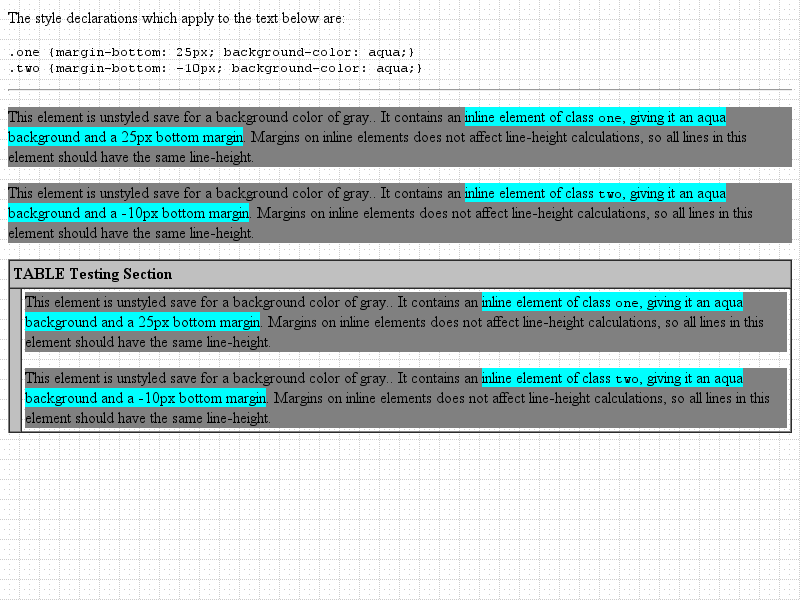 The style declarations which apply to the text below are:
.one {margin-bottom: 25px; background-color: aqua;}
.two {margin-bottom: -10px; background-color: aqua;}
This element is unstyled save for a background color of gray.. It contains an inline element of class one, giving it an aqua
background and a 25px bottom margin. Margins on inline elements does not affect line-height calculations, so all lines in this
element should have the same line-height.
This element is unstyled save for a background color of gray.. It contains an inline element of class two, giving it an aqua
background and a -10px bottom margin. Margins on inline elements does not affect line-height calculations, so all lines in this
element should have the same line-height.
TABLE Testing Section
This element is unstyled save for a background color of gray.. It contains an inline element of class one, giving it an aqua
background and a 25px bottom margin. Margins on inline elements does not affect line-height calculations, so all lines in this
element should have the same line-height.
This element is unstyled save for a background color of gray.. It contains an inline element of class two, giving it an aqua
background and a -10px bottom margin. Margins on inline elements does not affect line-height calculations, so all lines in this
element should have the same line-height.